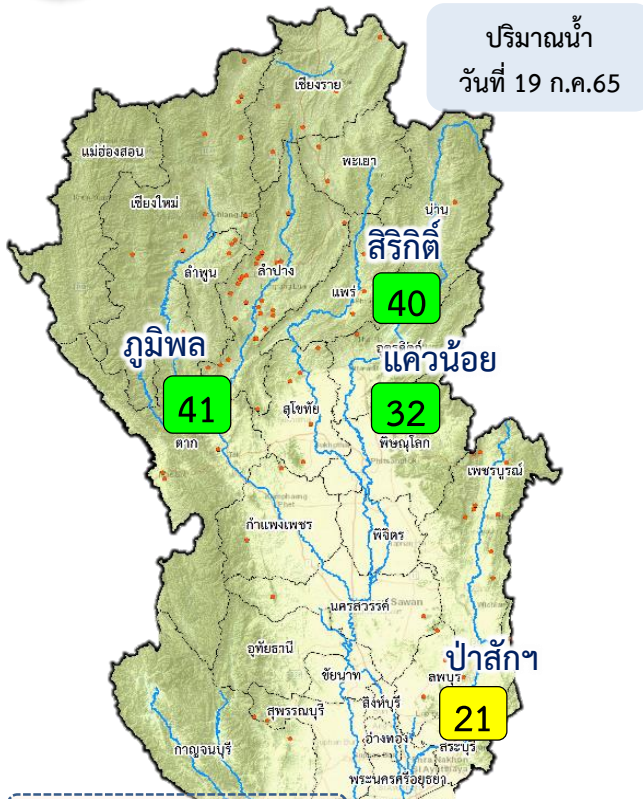 ปริมาณน้ำ
วันที่ 19 ก.ค.65
เชียงราย
แม่ฮ่องสอน
พะเยา
เชียงใหม่
น่าน
สิริกิติ์
ลำพูน
ลำปาง
แพร่
40
ภูมิพล
แควน้อย
41
สุโขทัย
32
ตาก
พิษณุโลก
เพชรบูรณ์
กำแพงเพชร
พิจิตร
นครสวรรค์
Sawan
อุทัยธานี
ป่าสักฯ
ชัยนาท
ลพบุรี
สิงห์บุรี
สุพรรณบุรี
21
อ่างทอง
กาญจนบุรี
สระบุรี
พระนครศรีอยุธยา